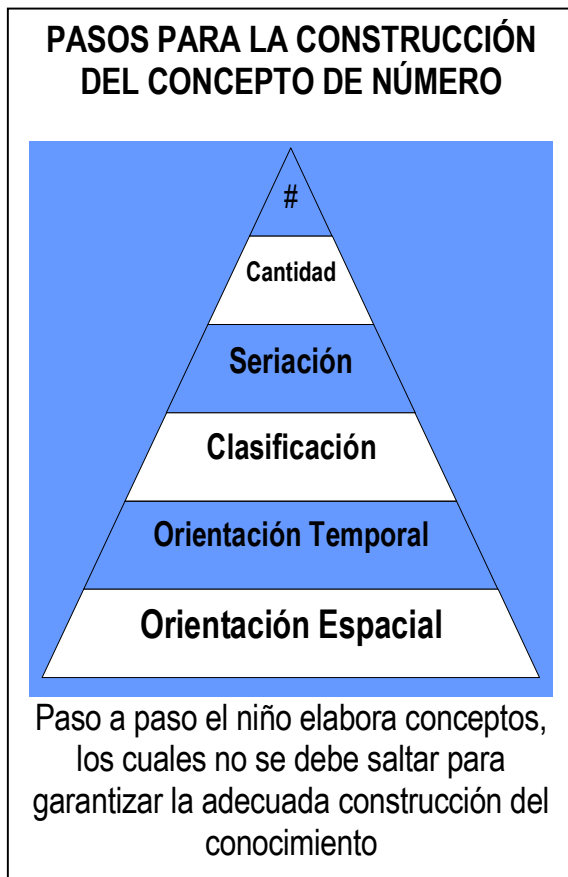 PASOS PARA LA CONSTRUCCIÓN
DEL CONCEPTO DE NÚMERO
#
Cantidad
Seriación
Clasificación
Orientación Temporal
Orientación Espacial
Paso a paso el niño elabora conceptos,
los cuales no se debe saltar para
garantizar la adecuada construcción del
conocimiento